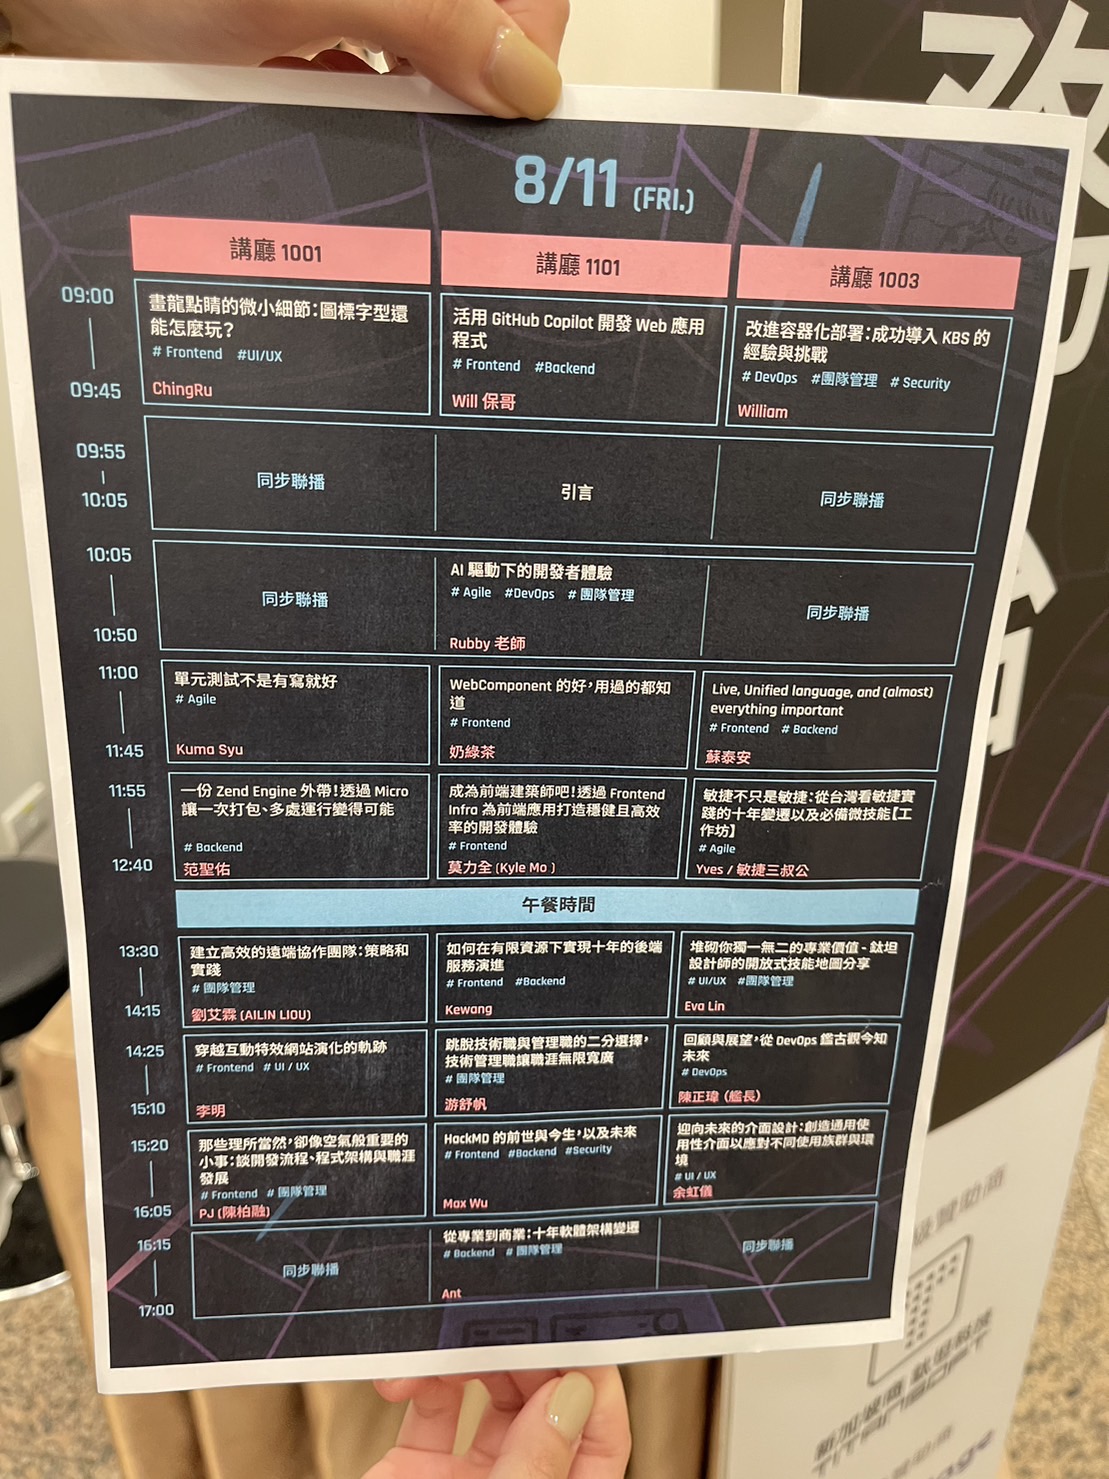 8/11 (FRI.)
講廳 1001
講廳 1101
講廳 1003
09:00
09:45
畫龍點睛的微小細節：圖標字型還
能怎麼玩？
# Frontend #UI/UX
ChingRu
活用 GitHub Copilot 開發 Web 應用
程式
# Frontend #Backend
Will 保哥
改進容器化部署：成功導入 KBS 的
經驗與挑戰
# DevOps #團隊管理 # Security
William
09:55
10:05
同步聯播
引言
同步聯播
10:05
10:50
同步聯播
AI 驅動下的開發者體驗
# Agile #DevOps # 團隊管理
Rubby 老師
同步聯播
11:00
11:45
單元測試不是有寫就好
# Agile
Kuma Syu
WebComponent 的好，用過的都知
道
# Frontend
奶綠茶
Live, Unified language, and (almost)
everything important
# Frontend # Backend
蘇泰安
11:55
12:40
一份 Zend Engine 外帶！透過 Micro
讓一次打包、多處運行變得可能
# Backend
范聖佑
成為前端建築師吧！透過 Frontend
Infra 為前端應用打造穩健且高效
率的開發體驗
# Frontend
莫力全 (Kyle Mo )
敏捷不只是敏捷：從台灣看敏捷實
踐的十年變遷以及必備微技能【工
作坊】
# Agile
Yves / 敏捷三叔公
午餐時間
13:30
14:15
建立高效的遠端協作團隊：策略和
實踐
# 團隊管理
劉艾霖 (AILIN LIOU)
如何在有限資源下實現十年的後端
服務演進
# Frontend #Backend
Kewang
堆砌你獨一無二的專業價值 - 鈦坦
設計師的開放式技能地圖分享
# UI/UX #團隊管理
Eva Lin
14:25
15:10
穿越互動特效網站演化的軌跡
# Frontend # UI / UX
李明
跳脫技術職與管理職的二分選擇，
技術管理職讓職涯無限寬廣
# 團隊管理
游舒帆
回顧與展望，從 DevOps 鑑古觀今知
未來
# DevOps
陳正瑋（艦長）
15:20
16:05
那些理所當然，卻像空氣般重要的
小事：談開發流程、程式架構與職涯
發展
# Frontend # 團隊管理
PJ (陳柏融)
HackMD 的前世與今生，以及未來
# Frontend #Backend #Security
Max Wu
迎向未來的介面設計：創造通用使
用性介面以應對不同使用族群與環
境
# UI / UX
余虹儀
16:15
17:00
同步聯播
從專業到商業：十年軟體架構變遷
# Backend # 團隊管理
Ant
同步聯播